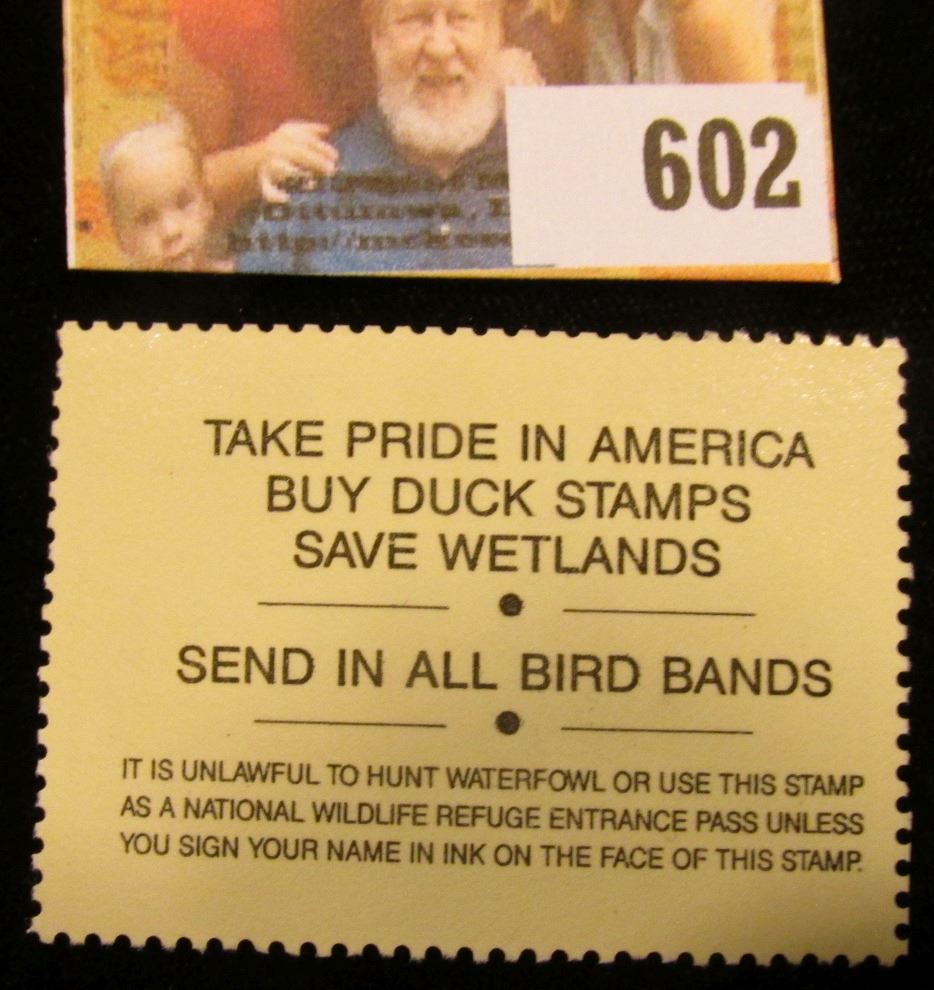 602
TAKE PRIDE IN AMERICA
BUY DUCK STAMPS
SAVE WETLANDS
SEND IN ALL BIRD BANDS
IT IS UNLAWFUL TO HUNT WATERFOWL OR USE THIS STAMP
AS A NATIONAL WILDLIFE REFUGE ENTRANCE PASS UNLESS
YOU SIGN YOUR NAME IN INK ON THE FACE OF THIS STAMP.